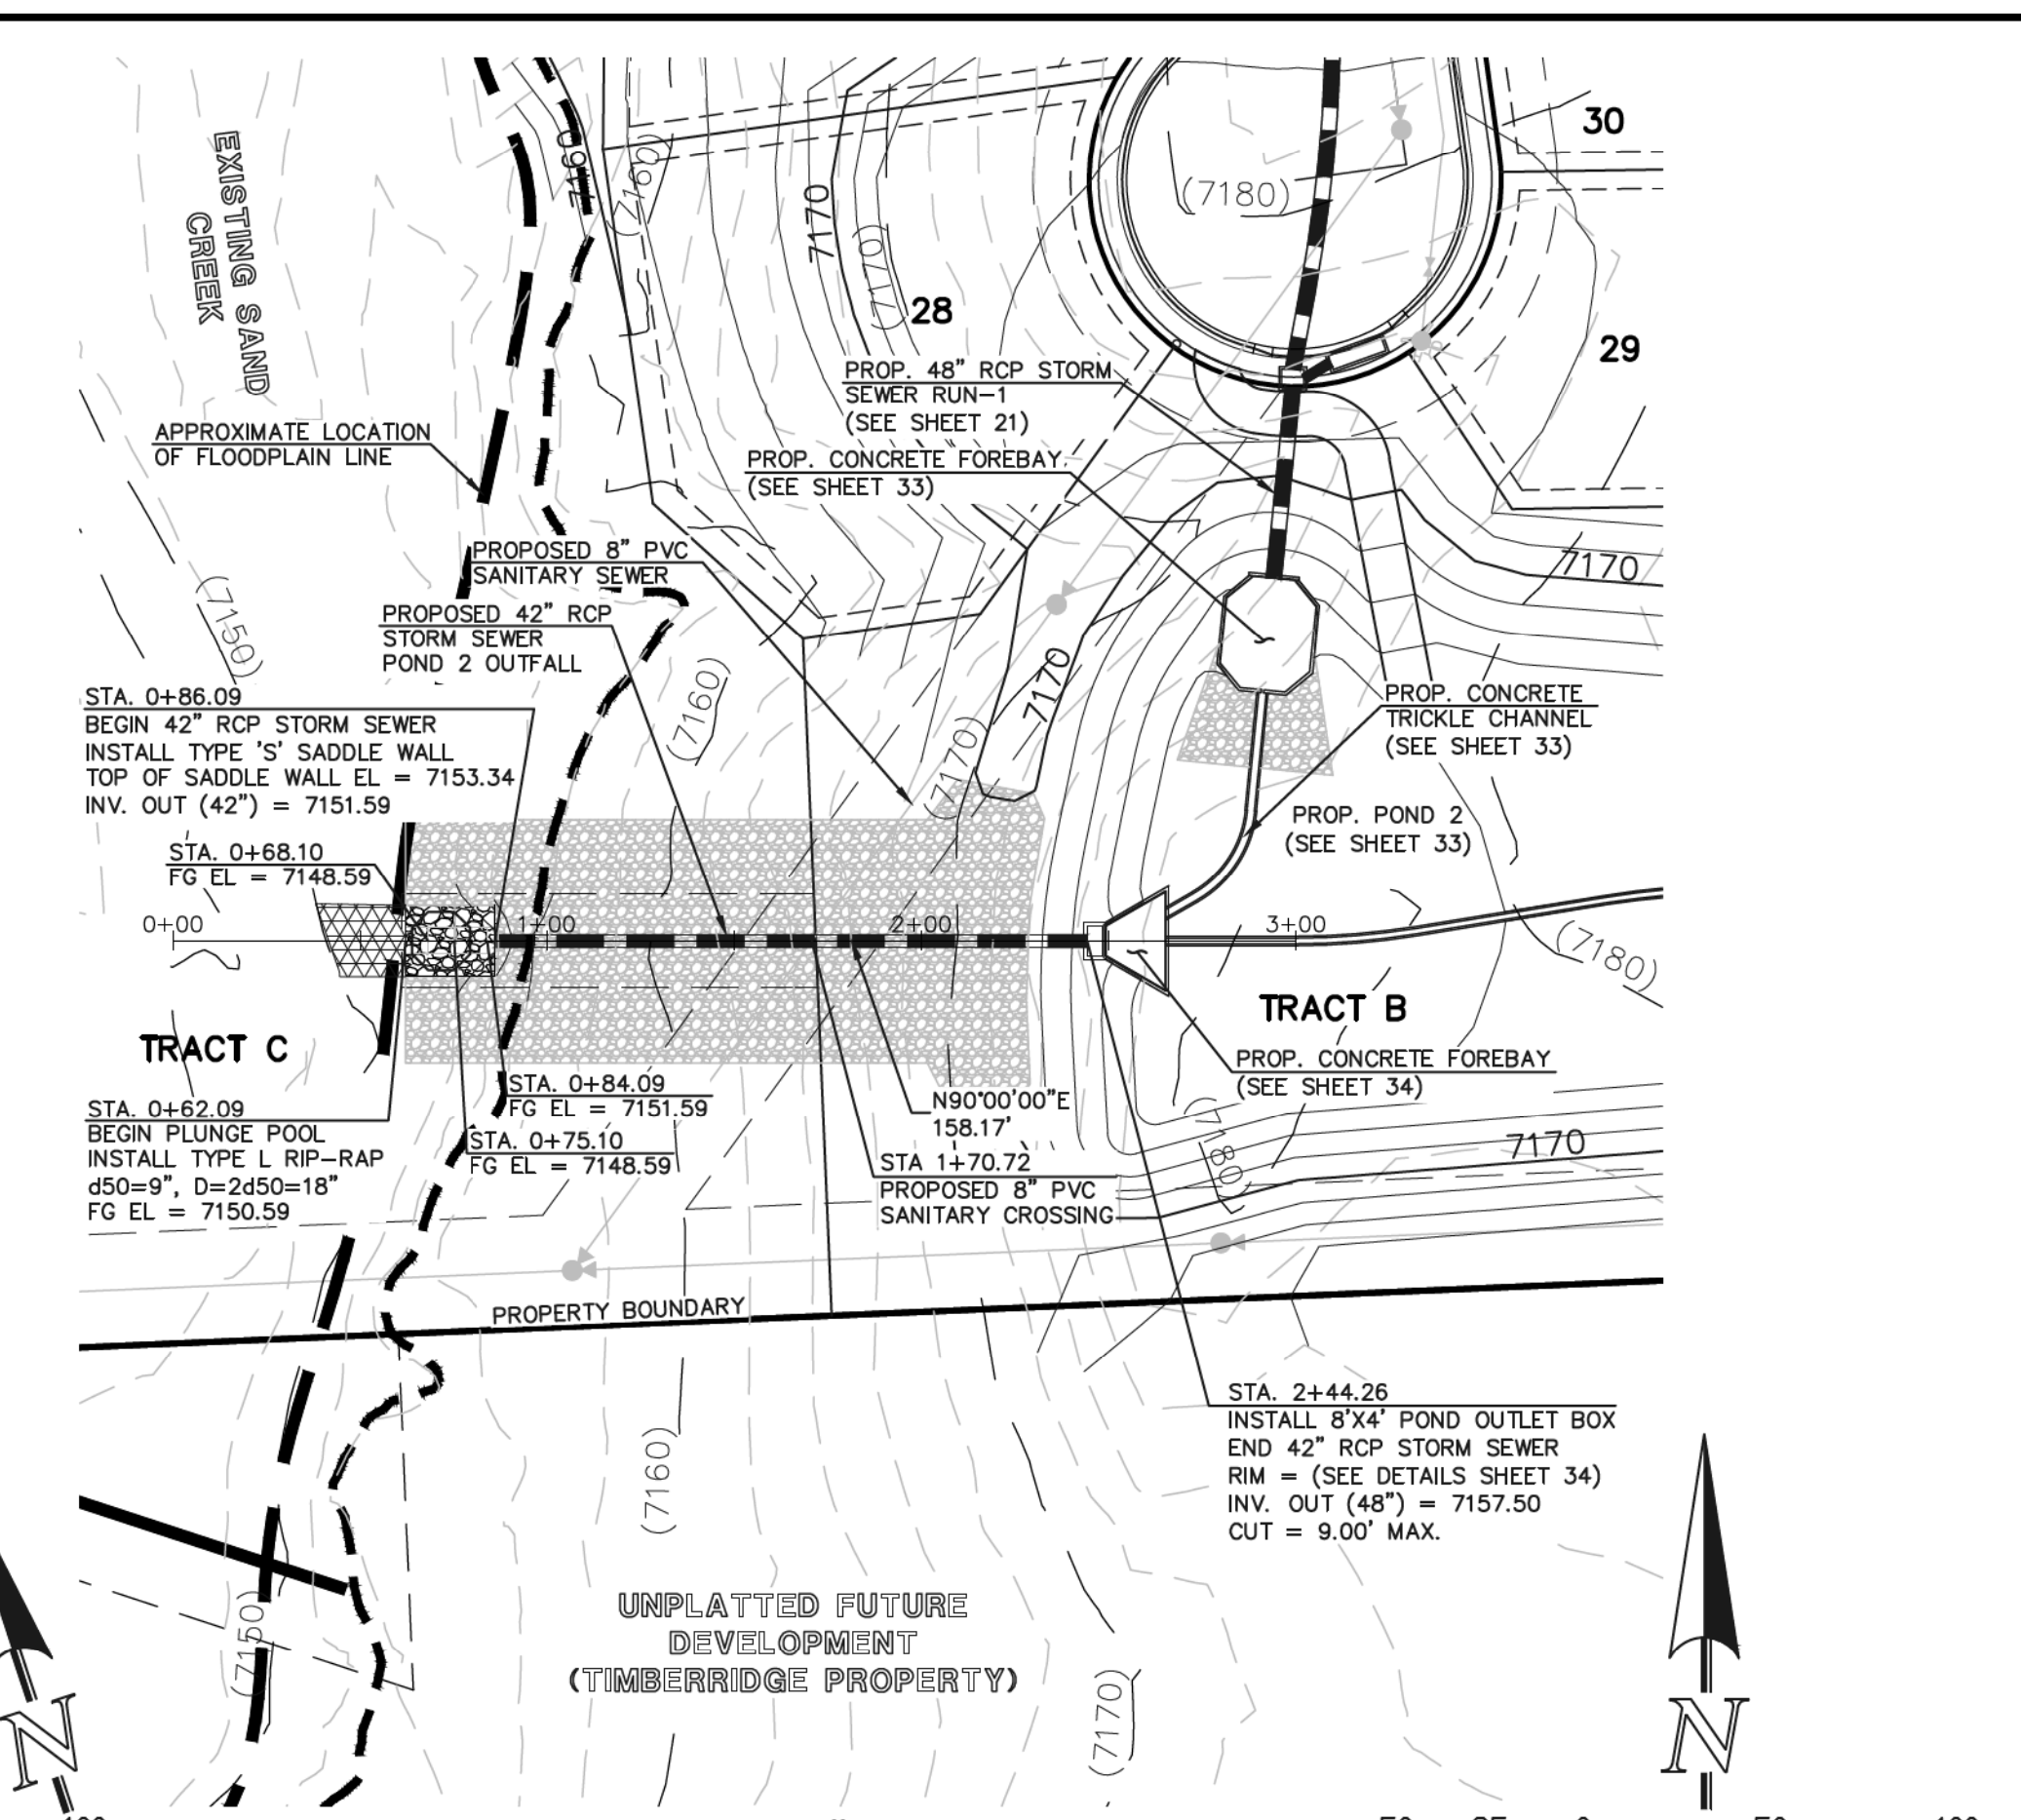 EXISTING SAND
CREEK
7160
(7160)
7170
(7170)
(7180)
30
28
29
PROP. 48" RCP STORM
SEWER RUN-1
(SEE SHEET 21)
APPROXIMATE LOCATION
OF FLOODPLAIN LINE
PROP. CONCRETE FOREBAY
(SEE SHEET 33)
PROPOSED 8" PVC
SANITARY SEWER
7170
(7150)
PROPOSED 42" RCP
STORM SEWER
POND 2 OUTFALL
(7160)
7170
(7170)
STA. 0+86.09
BEGIN 42" RCP STORM SEWER
INSTALL TYPE 'S' SADDLE WALL
TOP OF SADDLE WALL EL = 7153.34
INV. OUT (42") = 7151.59
PROP. CONCRETE
TRICKLE CHANNEL
(SEE SHEET 33)
PROP. POND 2
(SEE SHEET 33)
STA. 0+68.10
FG EL = 7148.59
0+00
1+00
2+00
3+00
(7180)
TRACT C
TRACT B
PROP. CONCRETE FOREBAY
(SEE SHEET 34)
STA. 0+84.09
FG EL = 7151.59
N90°00'00"E
158.17'
STA. 0+62.09
BEGIN PLUNGE POOL
INSTALL TYPE L RIP-RAP
d50=9", D=2d50=18"
FG EL = 7150.59
STA. 0+75.10
FG EL = 7148.59
STA 1+70.72
PROPOSED 8" PVC
SANITARY CROSSING
(7180)
7170
PROPERTY BOUNDARY
STA. 2+44.26
INSTALL 8'X4' POND OUTLET BOX
END 42" RCP STORM SEWER
RIM = (SEE DETAILS SHEET 34)
INV. OUT (48") = 7157.50
CUT = 9.00' MAX.
(7160)
(7150)
UNPLATTED FUTURE
DEVELOPMENT
(TIMBERRIDGE PROPERTY)
(7170)
N
N